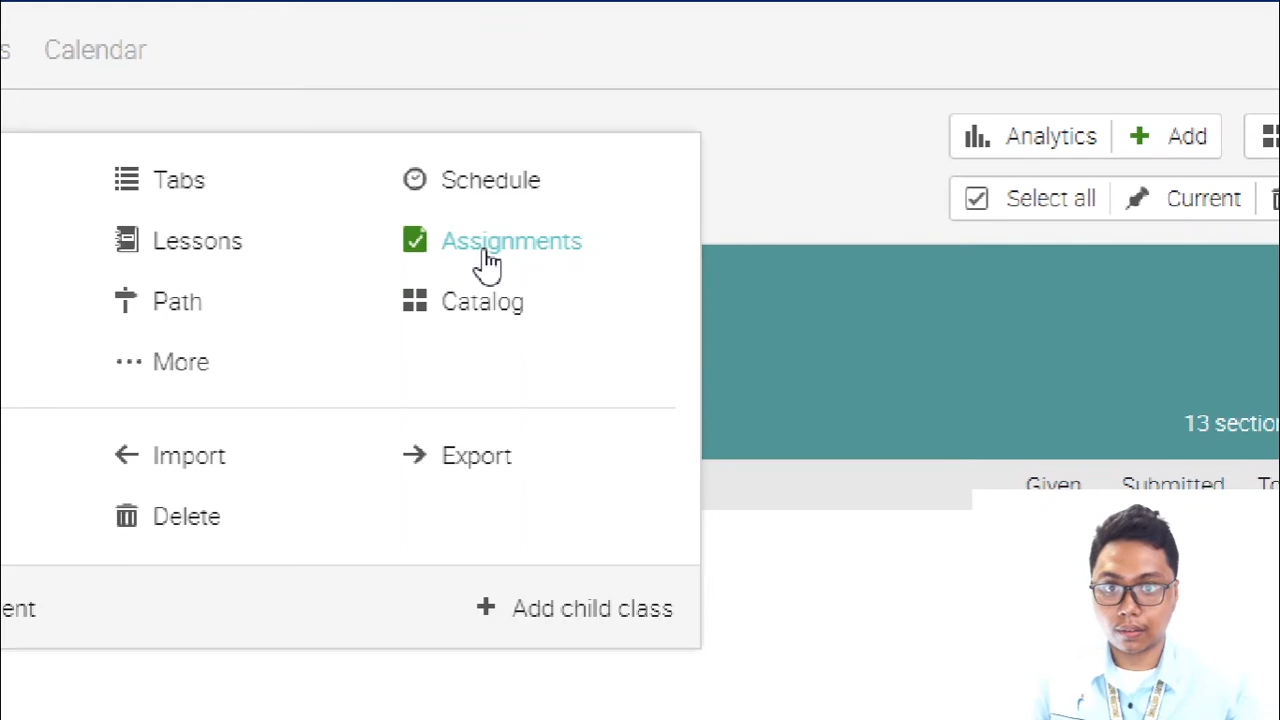 s Calendar
Analytics Add
Tabs Schedule
Select all Current
Lessons Assignments
Path Catalog
More
13 section
Import Export
Given Submitted To
Delete
ent Add child class